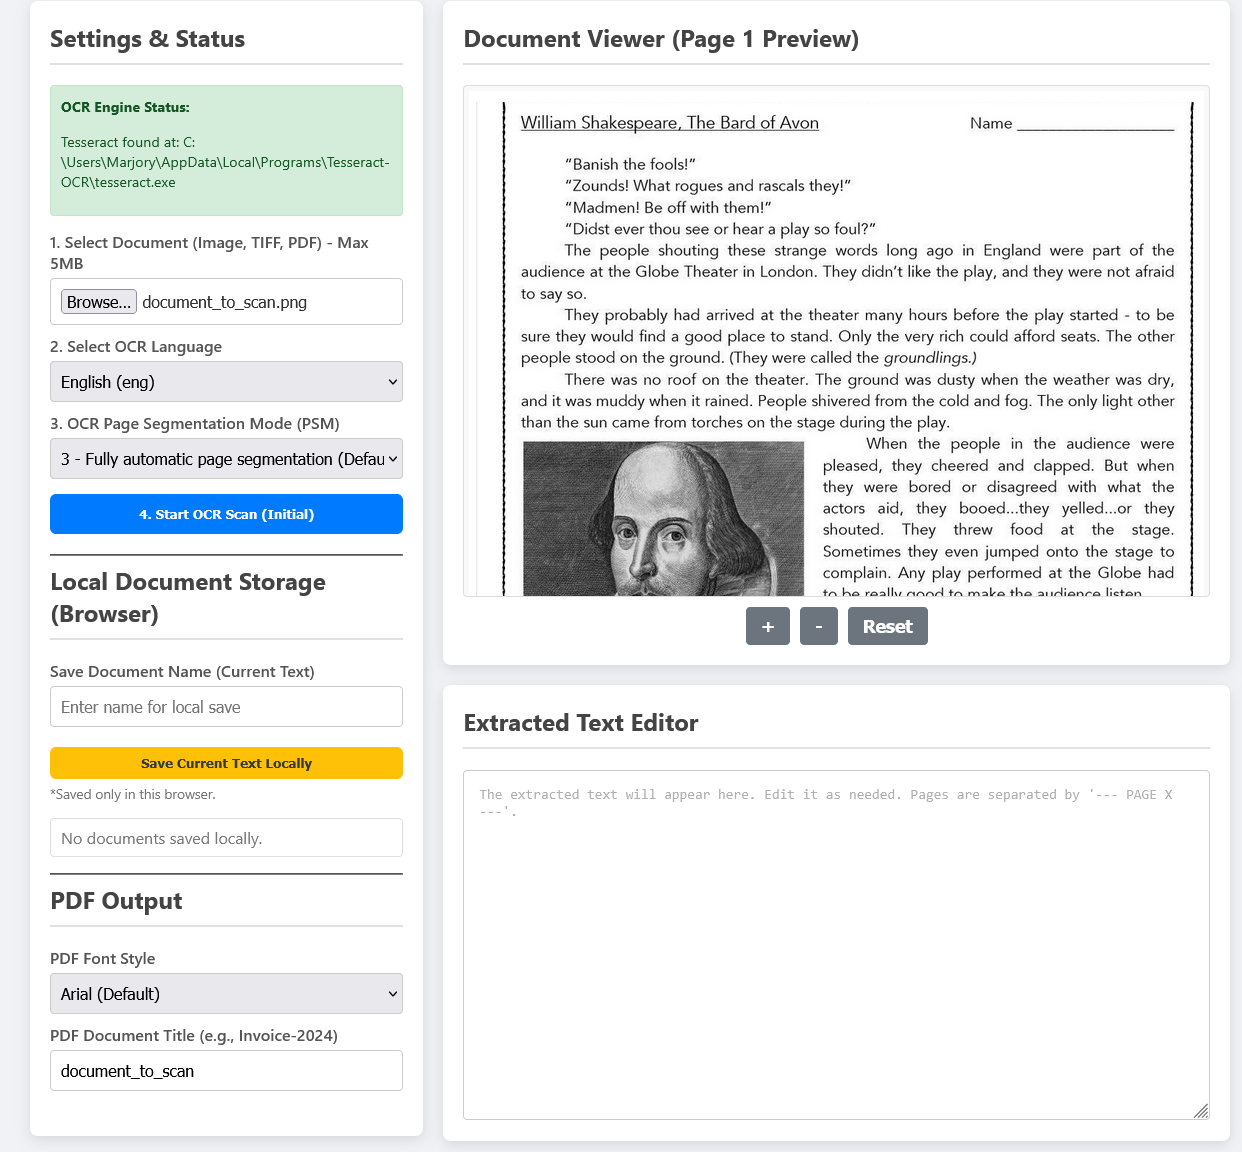 Settings & Status
OCR Engine Status:
Tesseract found at: C:
\Users\Marjory\AppData\Local\Programs\Tesseract-
OCR\tesseract.exe
1. Select Document (Image, TIFF, PDF) - Max
5MB
Browse... document_to_scan.png
2. Select OCR Language
English (eng)
3. OCR Page Segmentation Mode (PSM)
3 - Fully automatic page segmentation (Defau
4. Start OCR Scan (Initial)
Local Document Storage
(Browser)
Save Document Name (Current Text)
Enter name for local save
Save Current Text Locally
*Saved only in this browser.
No documents saved locally.
PDF Output
PDF Font Style
Arial (Default)
PDF Document Title (e.g., Invoice-2024)
document_to_scan
Document Viewer (Page 1 Preview)
William Shakespeare, The Bard of Avon
Name
“Banish the fools!”
“Zounds! What rogues and rascals they!”
“Madmen! Be off with them!”
“Didst ever thou see or hear a play so foul?”
The people shouting these strange words long ago in England were part of the
audience at the Globe Theater in London. They didn’t like the play, and they were not afraid
to say so.
They probably had arrived at the theater many hours before the play started - to be
sure they would find a good place to stand. Only the very rich could afford seats. The other
people stood on the ground. (They were called the groundlings.)
There was no roof on the theater. The ground was dusty when the weather was dry,
and it was muddy when it rained. People shivered from the cold and fog. The only light other
than the sun came from torches on the stage during the play.
When the people in the audience were
pleased, they cheered and clapped. But when
they were bored or disagreed with what the
actors aid, they booed...they yelled...or they
shouted. They threw food at the stage.
Sometimes they even jumped onto the stage to
complain. Any play performed at the Globe had
to be really good to make the audience listen
+
-
Reset
Extracted Text Editor
The extracted text will appear here. Edit it as needed. Pages are separated by '--- PAGE X
---'.